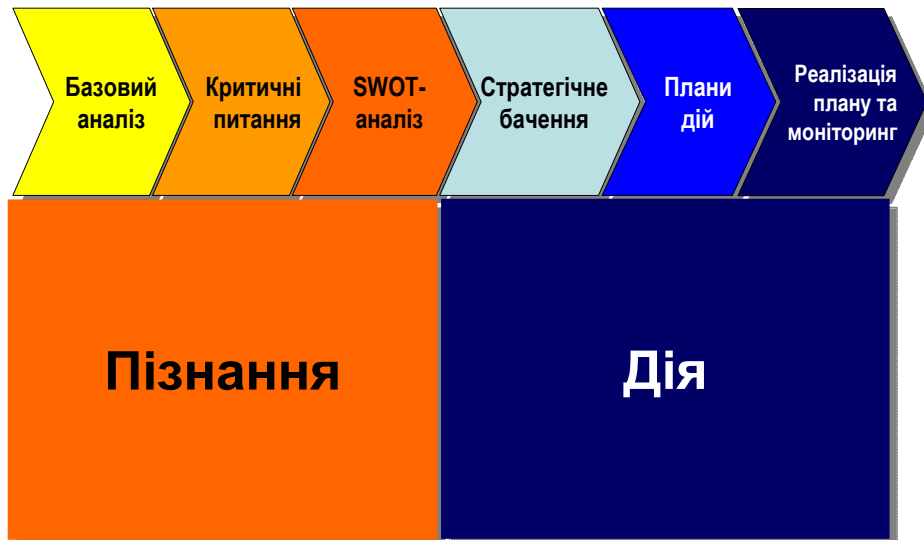 Базовий
аналіз
Критичні
питання
SWOT-
аналіз
Стратегічне
бачення
Плани
дій
Реалізація
плану та
моніторинг
Пізнання
Дія